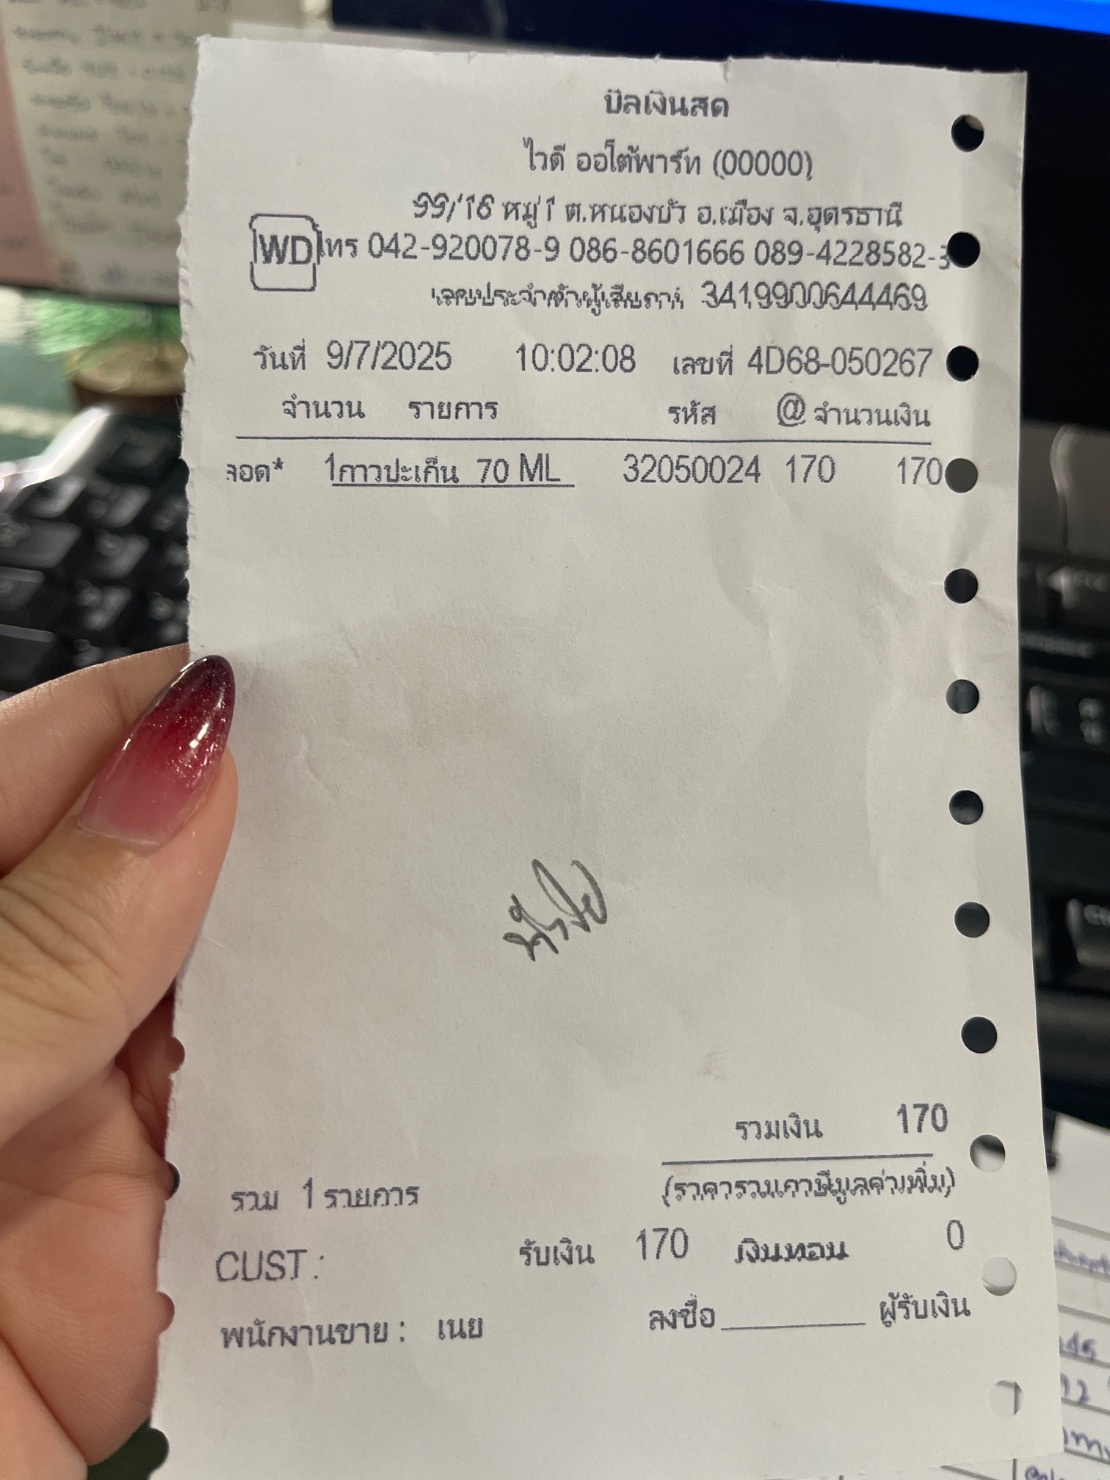 บิลเงินสด
ไวดี ออโต้พาร์ท (00000)
99/16 หมู่ 1 ต.หนองบัว อ.เมือง จ.อุดรธานี
WD โทร 042-920078-9 086-8601666 089-4228582-3
เลขประจำตัวผู้เสียภาษี 3419900644469
วันที่ 9/7/2025 10:02:08 เลขที่ 4D68-050267
จำนวน รายการ รหัส @ จำนวนเงิน
ลอด* 1กาวปะเก็น 70 ML 32050024 170 170
รวมเงิน 170
รวม 1 รายการ (ราคารวมภาษีมูลค่าเพิ่ม)
CUST : รับเงิน 170 เงินทอน 0
พนักงานขาย : เนย ลงชื่อ ผู้รับเงิน